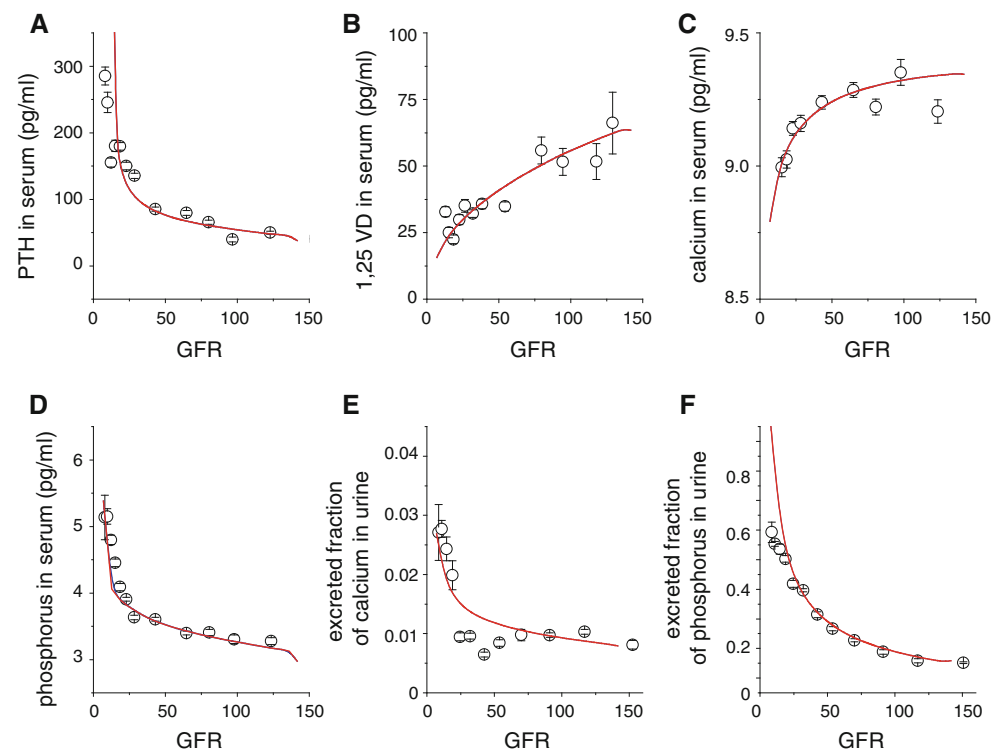 A
PTH in serum (pg/ml)
300
200
100
0
0 50 100 150
GFR
B
1,25 VD in serum (pg/ml)
100
75
50
25
0
0 50 100 150
GFR
C
calcium in serum (pg/ml)
9.5
9.0
8.5
0 50 100 150
GFR
D
phosphorus in serum (pg/ml)
6
5
4
3
0 50 100 150
GFR
E
excreted fraction
of calcium in urine
0.04
0.03
0.02
0.01
0
0 50 100 150
GFR
F
excreted fraction
of phosphorus in urine
0.8
0.6
0.4
0.2
0
0 50 100 150
GFR